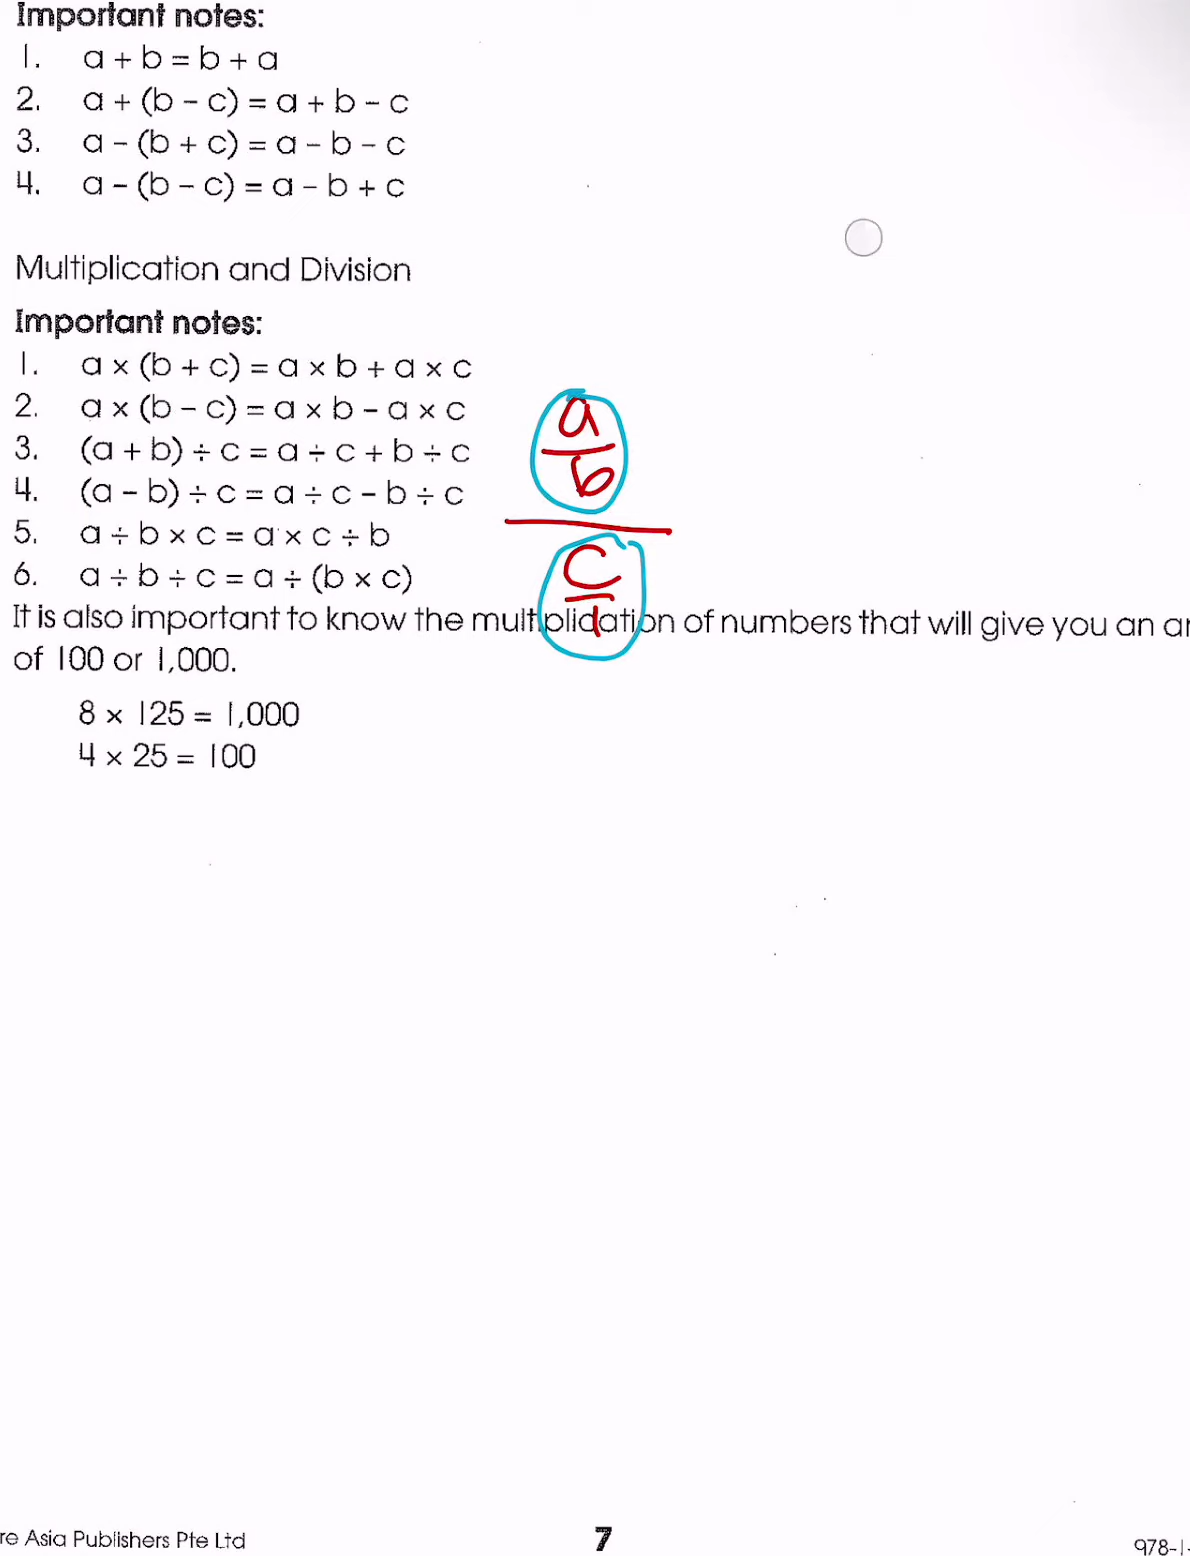 Important notes:
1. a + b = b + a
2. a + (b − c) = a + b − c
3. a − (b + c) = a − b − c
4. a − (b − c) = a − b + c
Multiplication and Division
Important notes:
1. a × (b + c) = a × b + a × c
2. a × (b − c) = a × b − a × c
3. (a + b) ÷ c = a ÷ c + b ÷ c
4. (a − b) ÷ c = a ÷ c − b ÷ c
5. a ÷ b × c = a × c ÷ b
6. a ÷ b ÷ c = a ÷ (b × c)
a
b
c
1
It is also important to know the multiplication of numbers that will give you an
of 100 or 1,000.
8 × 125 = 1,000
4 × 25 = 100
re Asia Publishers Pte Ltd
7
978-1-